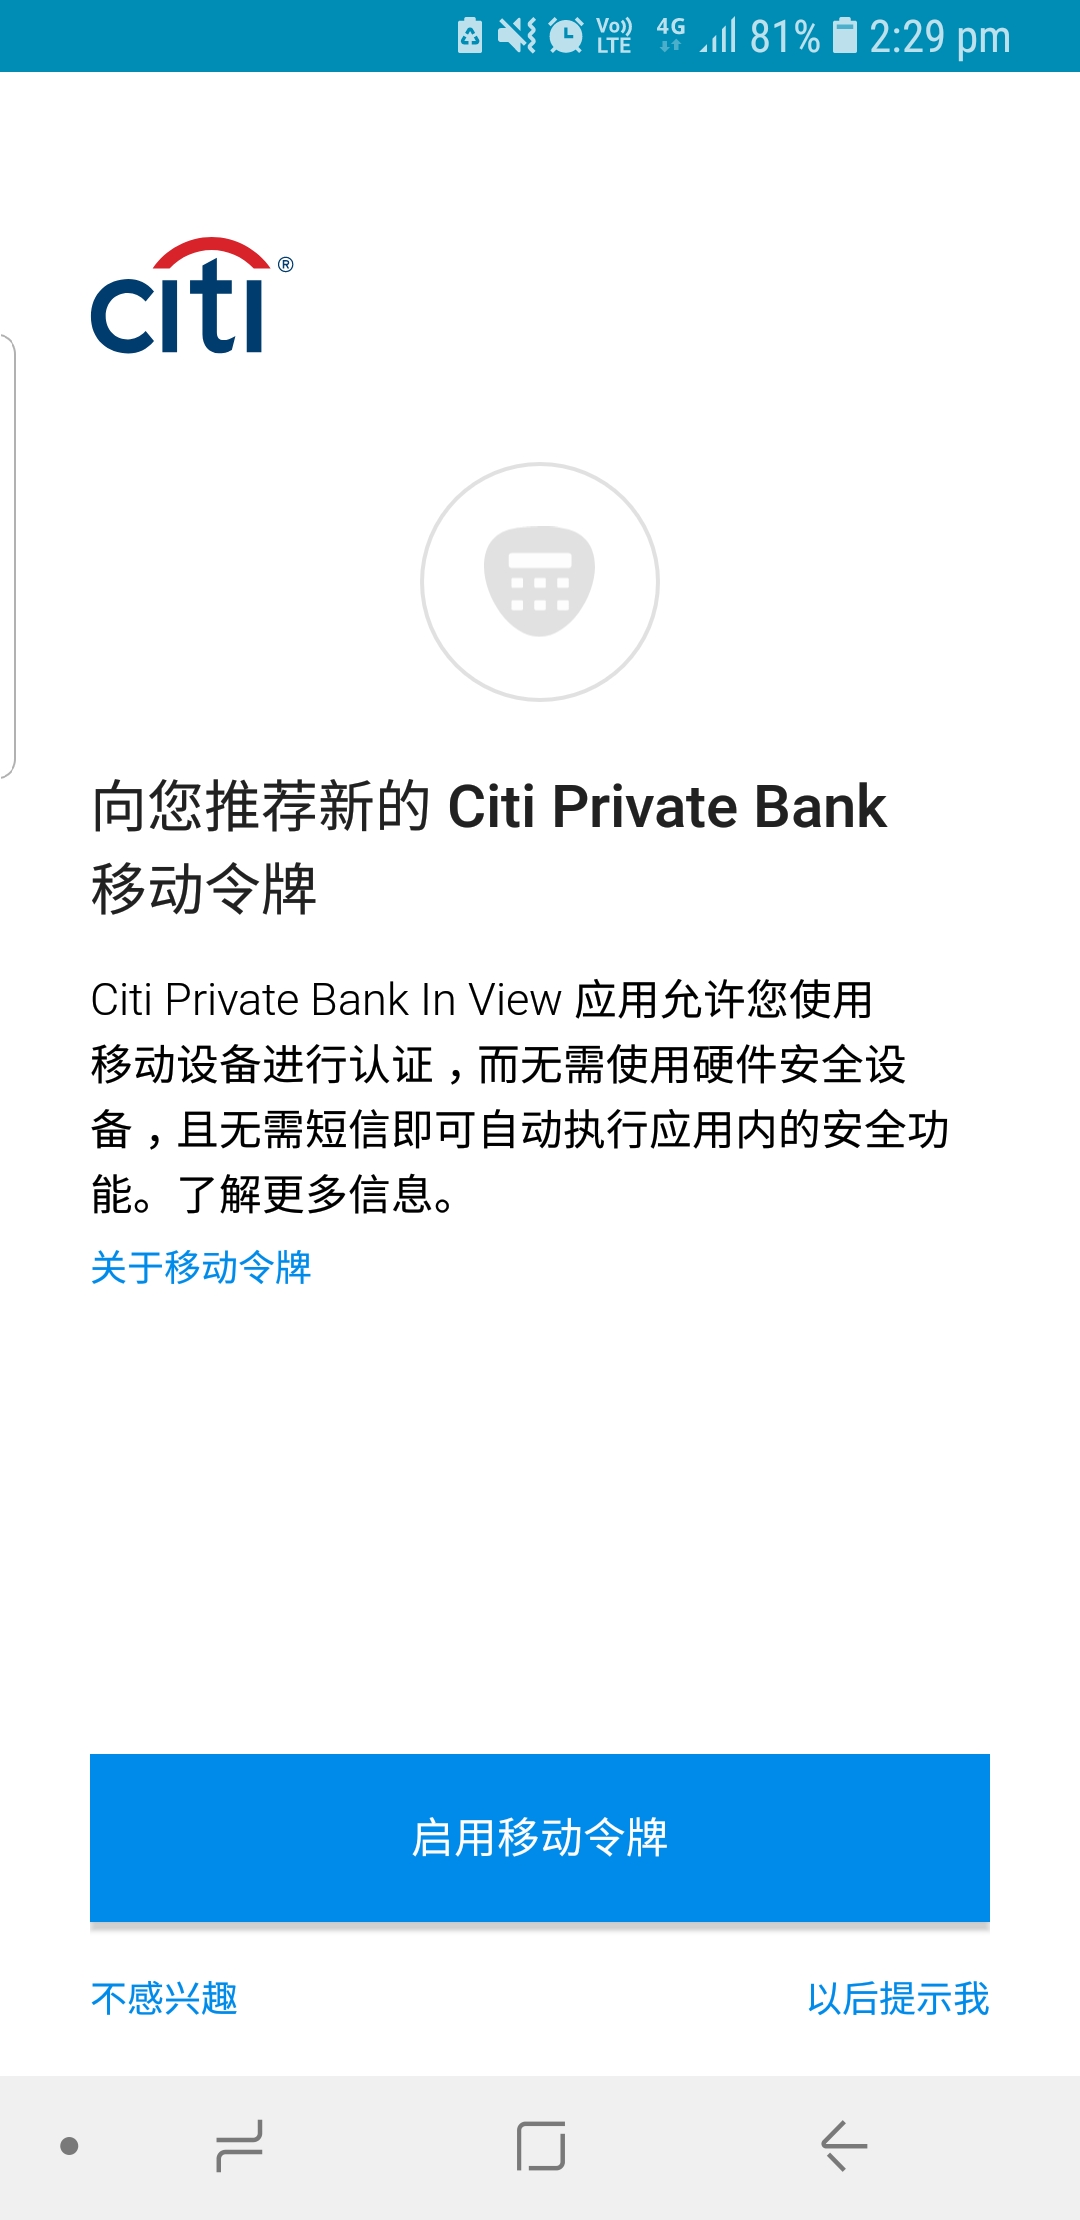 Vo)) LTE 4G 81% 2:29 pm
citi®
向您推荐新的 Citi Private Bank
移动令牌
Citi Private Bank In View 应用允许您使用
移动设备进行认证，而无需使用硬件安全设
备，且无需短信即可自动执行应用内的安全功
能。了解更多信息。
关于移动令牌
启用移动令牌
不感兴趣
以后提示我